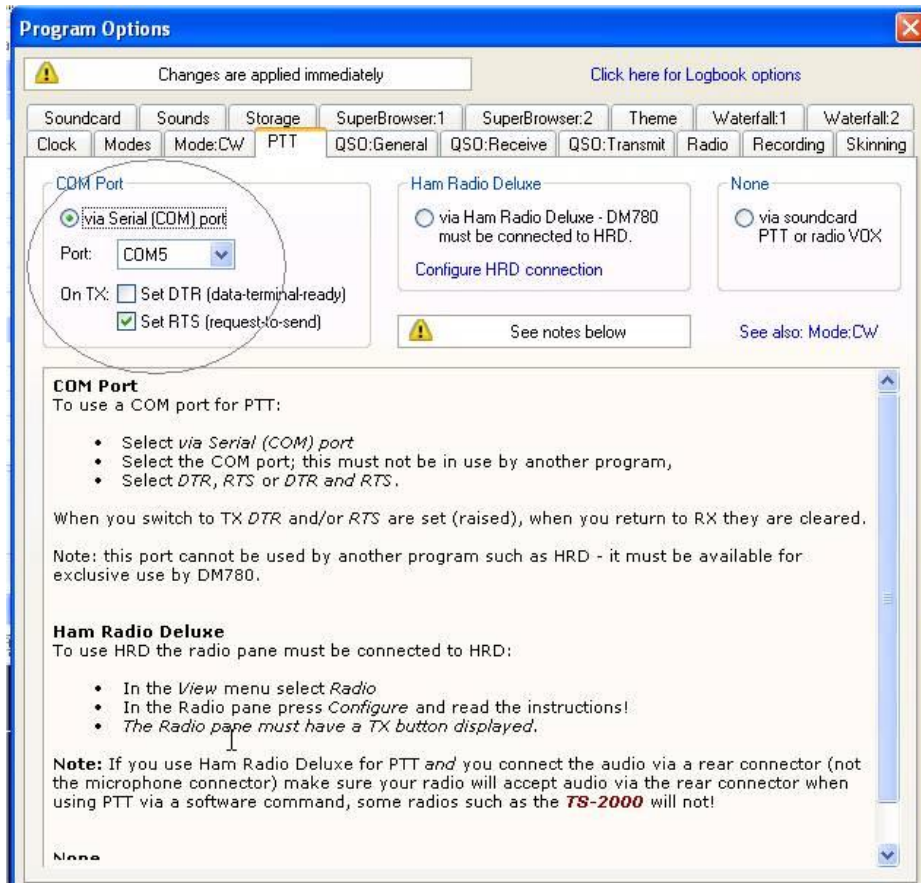 Program Options
Changes are applied immediately
Click here for Logbook options
Soundcard Sounds Storage SuperBrowser:1 SuperBrowser:2 Theme Waterfall:1 Waterfall:2
Clock Modes Mode:CW PTT QSO:General QSO:Receive QSO:Transmit Radio Recording Skinning
COM Port
via Serial (COM) port
Port: COM5
On TX: Set DTR (data-terminal-ready)
Set RTS (request-to-send)
Ham Radio Deluxe
via Ham Radio Deluxe - DM780
must be connected to HRD.
Configure HRD connection
None
via soundcard
PTT or radio VOX
See notes below
See also: Mode:CW
COM Port
To use a COM port for PTT:
• Select via Serial (COM) port
• Select the COM port; this must not be in use by another program,
• Select DTR, RTS or DTR and RTS.
When you switch to TX DTR and/or RTS are set (raised), when you return to RX they are cleared.
Note: this port cannot be used by another program such as HRD - it must be available for
exclusive use by DM780.
Ham Radio Deluxe
To use HRD the radio pane must be connected to HRD:
• In the View menu select Radio
• In the Radio pane press Configure and read the instructions!
• The Radio pane must have a TX button displayed.
Note: If you use Ham Radio Deluxe for PTT and you connect the audio via a rear connector (not
the microphone connector) make sure your radio will accept audio via the rear connector when
using PTT via a software command, some radios such as the TS-2000 will not!
None